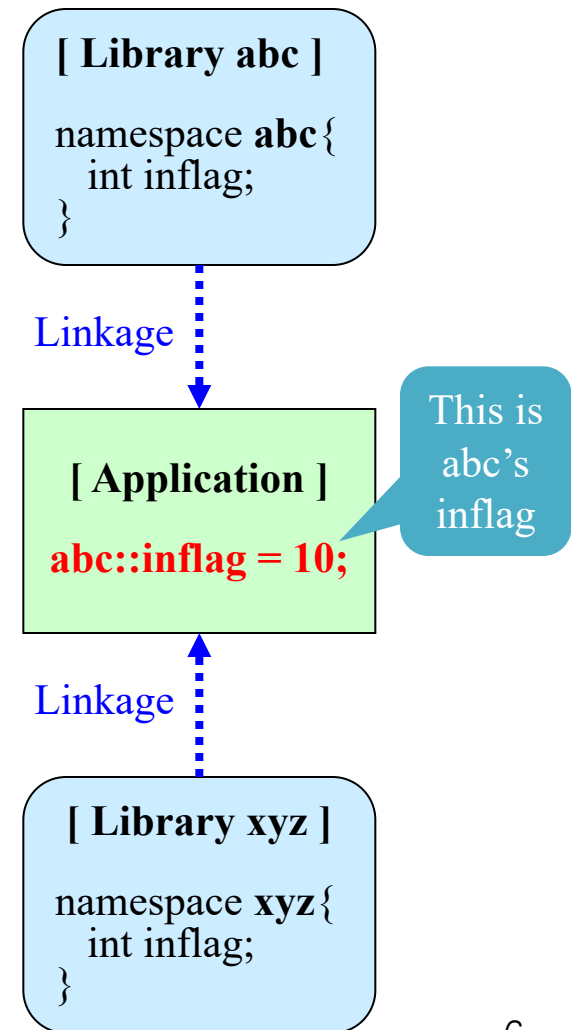 [ Library abc ]
namespace abc{
int inflag;
}
Linkage
[ Application ]
abc::inflag = 10;
This is
abc’s
inflag
Linkage
[ Library xyz ]
namespace xyz{
int inflag;
}